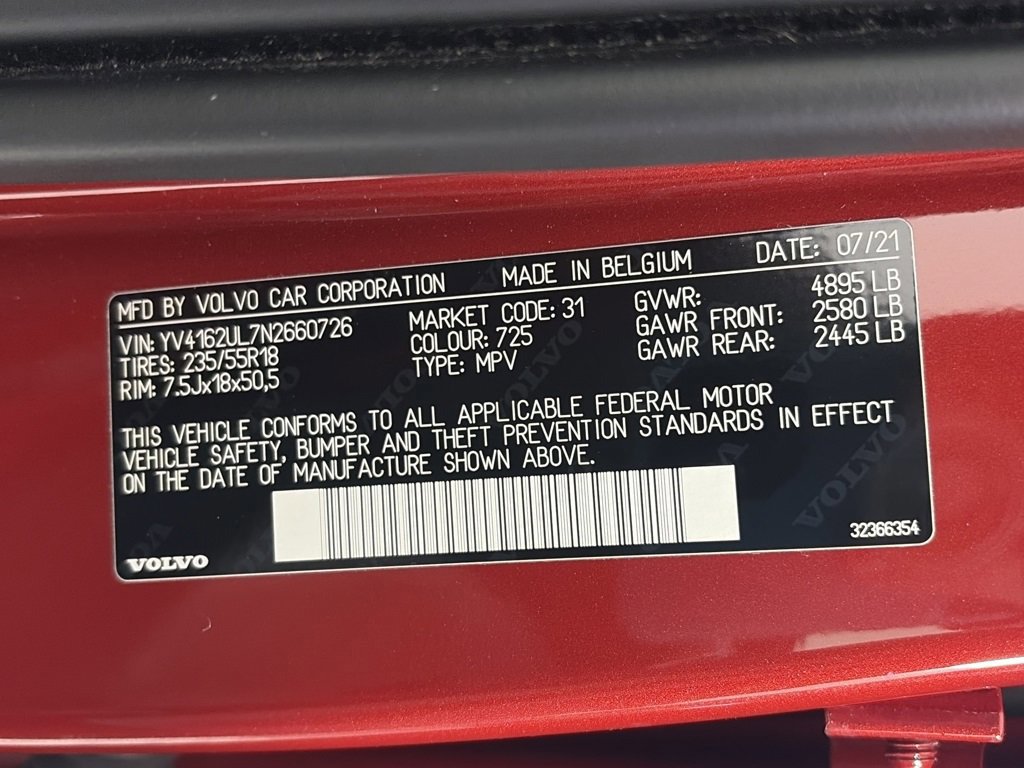 MFD BY VOLVO CAR CORPORATION MADE IN BELGIUM DATE: 07/21
VIN: YV4162UL7N2660726 MARKET CODE: 31 GVWR: 4895 LB
TIRES: 235/55R18 COLOUR: 725 GAWR FRONT: 2580 LB
RIM: 7.5Jx18x50,5 TYPE: MPV GAWR REAR: 2445 LB
THIS VEHICLE CONFORMS TO ALL APPLICABLE FEDERAL MOTOR
VEHICLE SAFETY, BUMPER AND THEFT PREVENTION STANDARDS IN EFFECT
ON THE DATE OF MANUFACTURE SHOWN ABOVE.
VOLVO 32366354